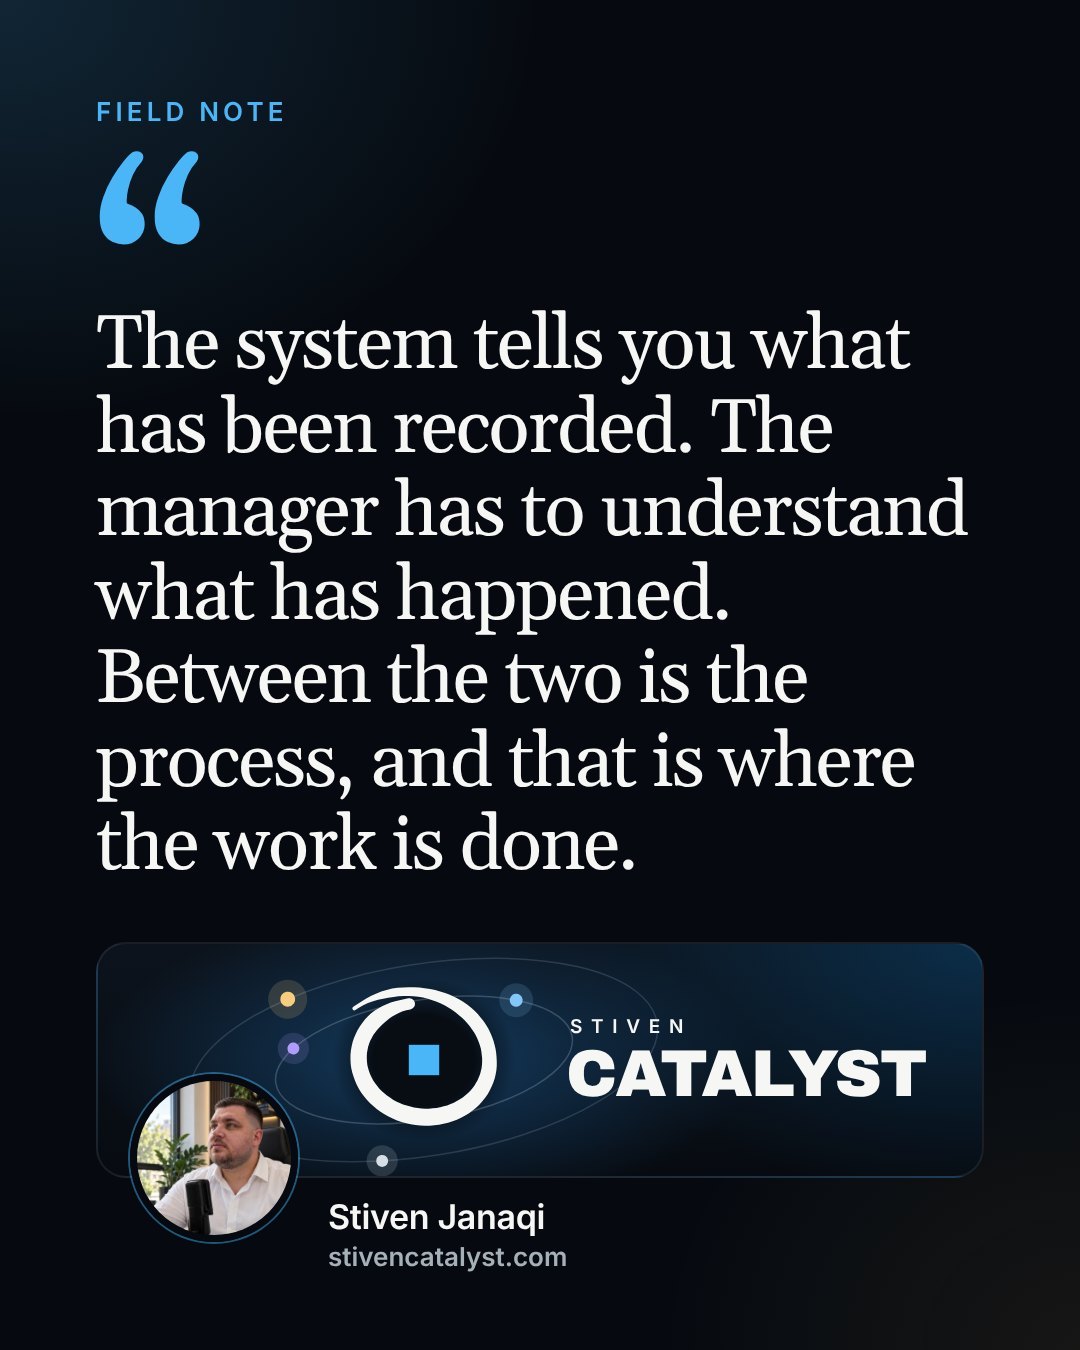 FIELD NOTE
“
The system tells you what
has been recorded. The
manager has to understand
what has happened.
Between the two is the
process, and that is where
the work is done.
STIVEN
CATALYST
Stiven Janaqi
stivencatalyst.com